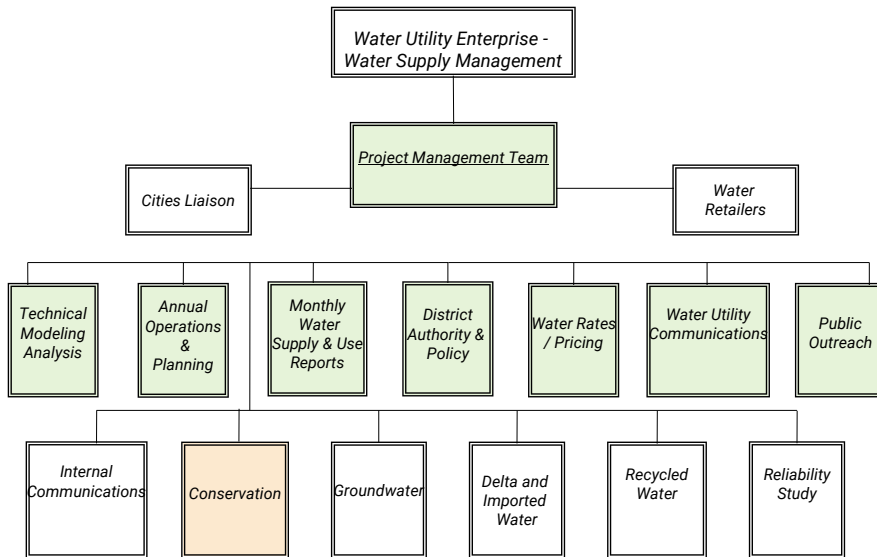 Water Utility Enterprise -
Water Supply Management
Project Management Team
Cities Liaison
Water
Retailers
Technical
Modeling
Analysis
Annual
Operations
&
Planning
Monthly
Water
Supply & Use
Reports
District
Authority &
Policy
Water Rates
/ Pricing
Water Utility
Communications
Public
Outreach
Internal
Communications
Conservation
Groundwater
Delta and
Imported
Water
Recycled
Water
Reliability
Study